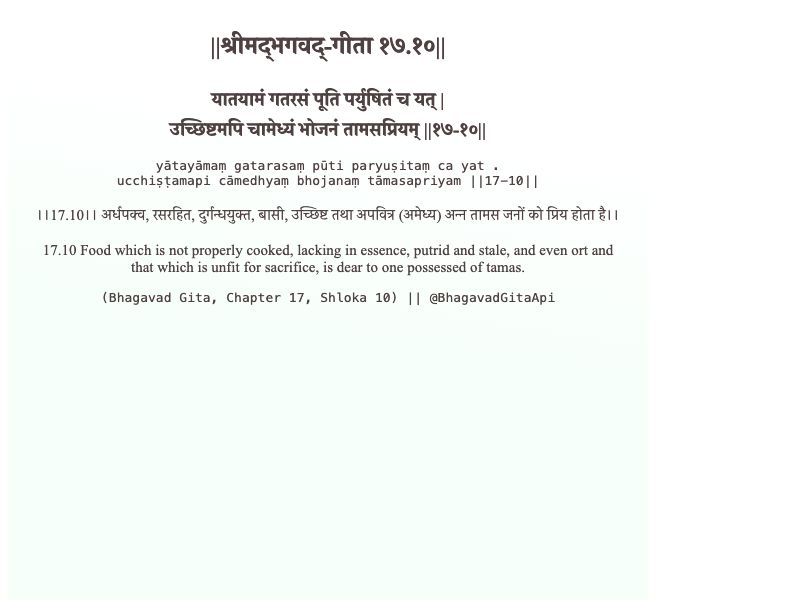 ||श्रीमद्‍भगवद्‍-गीता १७.१०||
यातयामं गतरसं पूति पर्युषितं च यत् |
उच्छिष्टमपि चामेध्यं भोजनं तामसप्रियम् ||१७-१०||
yātayāmaṃ gatarasaṃ pūti paryuṣitaṃ ca yat .
ucchiṣṭamapi cāmedhyaṃ bhojanaṃ tāmasapriyam ||17-10||
।।17.10।। अर्धपक्व, रसरहित, दुर्गन्धयुक्त, बासी, उच्छिष्ट तथा अपवित्र (अमेध्य) अन्न तामस जनों को प्रिय होता है।।
17.10 Food which is not properly cooked, lacking in essence, putrid and stale, and even ort and
that which is unfit for sacrifice, is dear to one possessed of tamas.
(Bhagavad Gita, Chapter 17, Shloka 10) || @BhagavadGitaApi